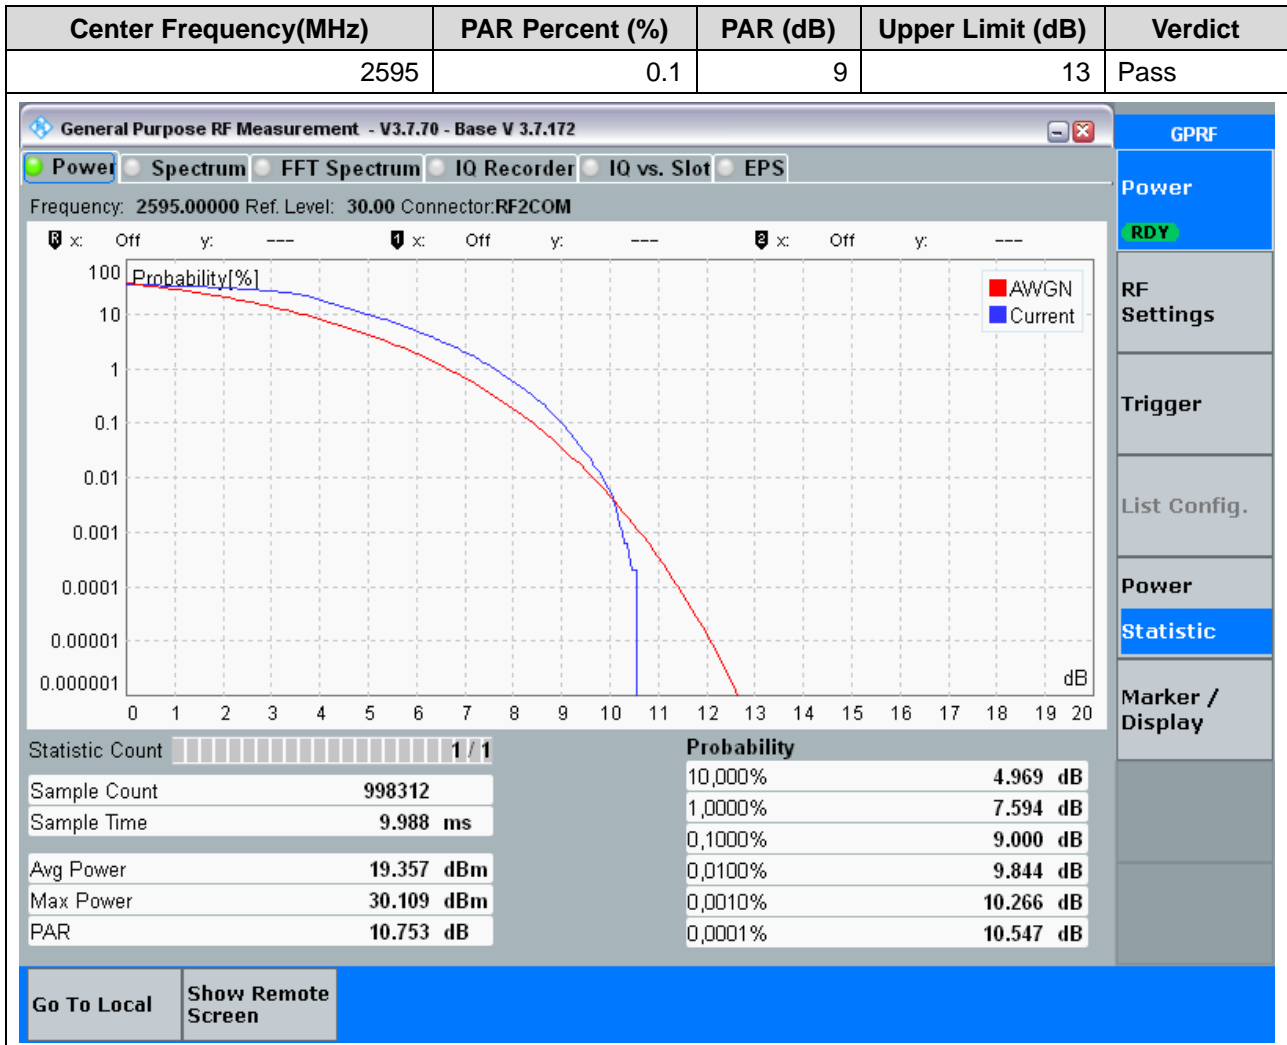 Center Frequency(MHz) PAR Percent (%) PAR (dB) Upper Limit (dB) Verdict
2595 0.1 9 13 Pass
General Purpose RF Measurement - V3.7.70 - Base V 3.7.172
GPRF
Power Spectrum FFT Spectrum IQ Recorder IQ vs. Slot EPS
Frequency: 2595.00000 Ref. Level: 30.00 Connector:RF2COM
R x: Off y: --- 1 x: Off y: --- 2 x: Off y: ---
Probability[%]
100
10
1
0.1
0.01
0.001
0.0001
0.00001
0.000001
AWGN
Current
dB
0 1 2 3 4 5 6 7 8 9 10 11 12 13 14 15 16 17 18 19 20
Statistic Count 1 / 1
Sample Count 998312
Sample Time 9.988 ms
Avg Power 19.357 dBm
Max Power 30.109 dBm
PAR 10.753 dB
Probability
10,000% 4.969 dB
1,0000% 7.594 dB
0,1000% 9.000 dB
0,0100% 9.844 dB
0,0010% 10.266 dB
0,0001% 10.547 dB
Power
RDY
RF
Settings
Trigger
List Config.
Power
Statistic
Marker /
Display
Go To Local
Show Remote
Screen